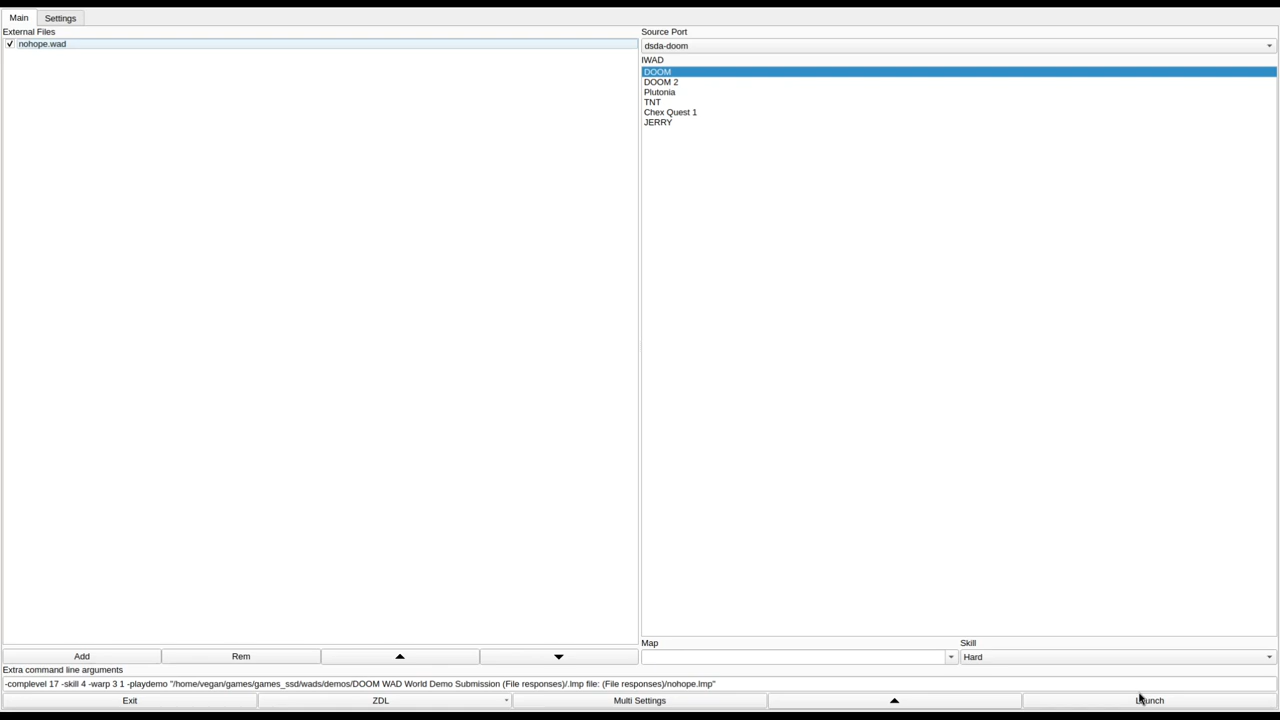 Main Settings
External Files
nohope.wad
Source Port
dsda-doom
IWAD
DOOM
DOOM 2
Plutonia
TNT
Chex Quest 1
JERRY
Map
Skill
Hard
Add Rem
Extra command line arguments
-complevel 17 -skill 4 -warp 3 1 -playdemo "/home/vegan/games/games_ssd/wads/demos/DOOM WAD World Demo Submission (File responses)/.lmp file: (File responses)/nohope.lmp"
Exit ZDL Multi Settings Launch